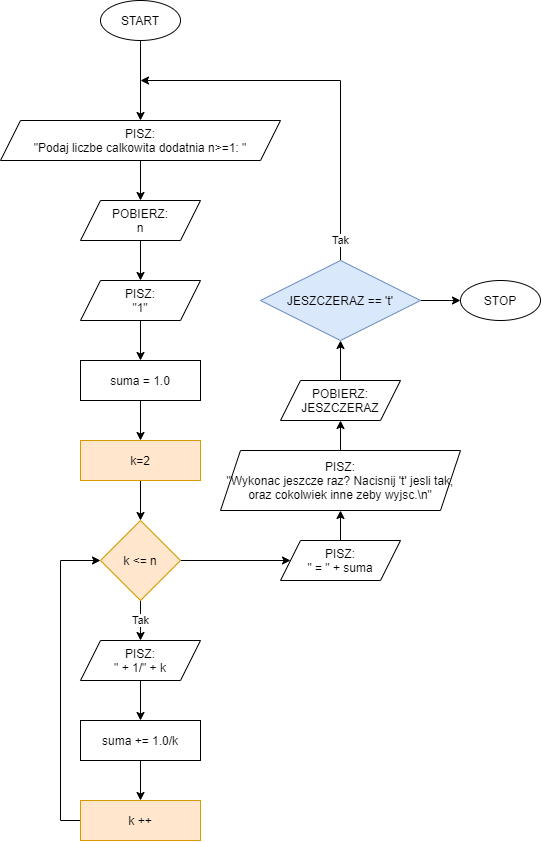 START
PISZ:
"Podaj liczbe calkowita dodatnia n>=1: "
POBIERZ:
n
PISZ:
"1"
suma = 1.0
k=2
k <= n
Tak
PISZ:
" + 1/" + k
suma += 1.0/k
k ++
PISZ:
" = " + suma
PISZ:
"Wykonac jeszcze raz? Nacisnij 't' jesli tak,
oraz cokolwiek inne zeby wyjsc.\n"
POBIERZ:
JESZCZERAZ
JESZCZERAZ == 't'
Tak
STOP